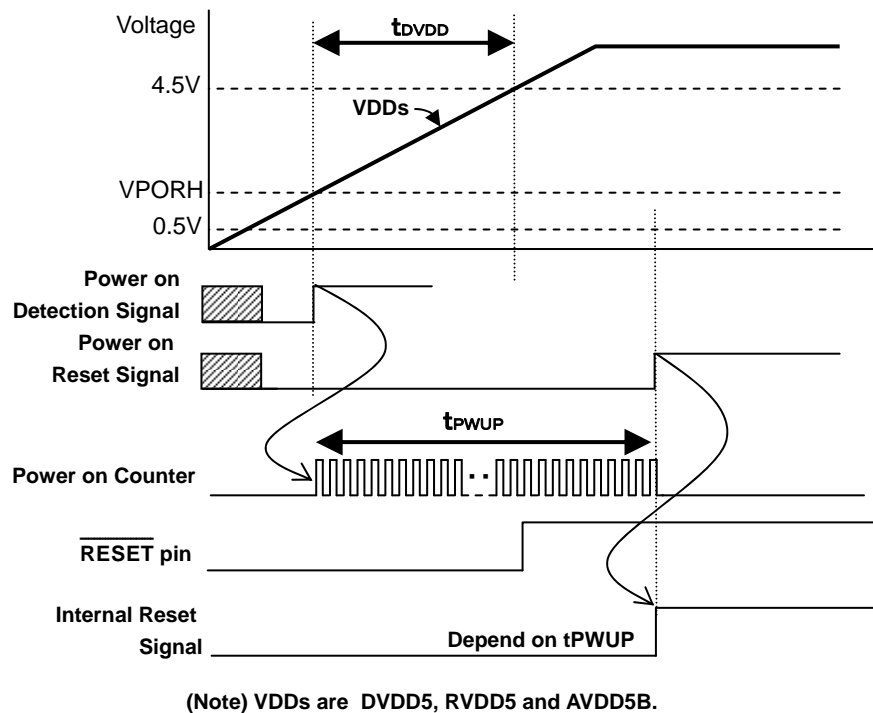 Voltage
tDVDD
4.5V
VDDs
VPORH
0.5V
Power on
Detection Signal
Power on
Reset Signal
tPWUP
Power on Counter
RESET pin
Internal Reset
Signal
Depend on tPWUP
(Note) VDDs are DVDD5, RVDD5 and AVDD5B.